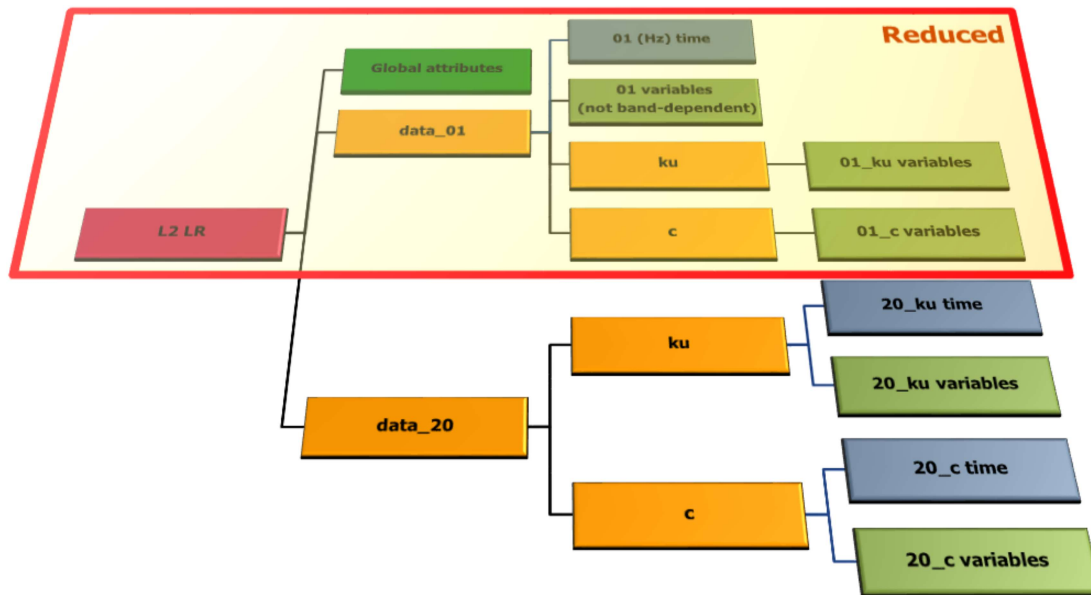 Reduced
01 (Hz) time
Global attributes
01 variables
(not band-dependent)
data_01
ku
01_ku variables
L2 LR
c
01_c variables
20_ku time
ku
20_ku variables
data_20
20_c time
c
20_c variables